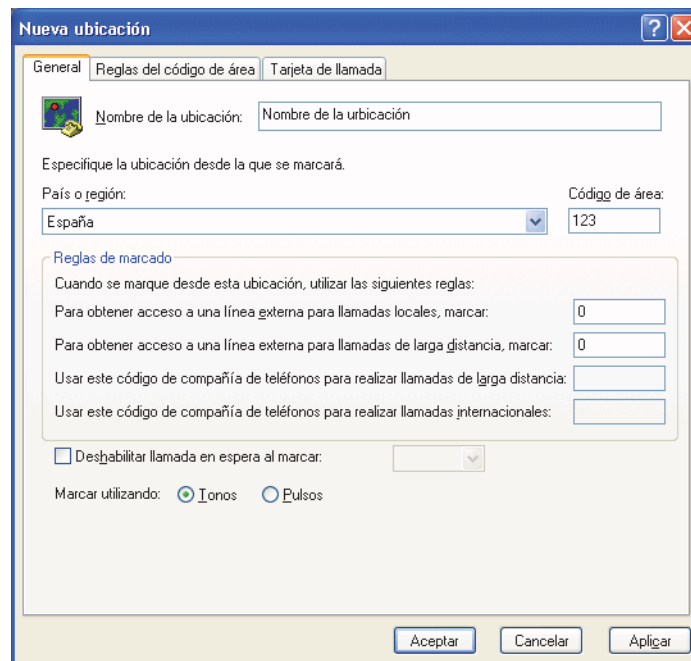 Nueva ubicación
General Reglas del código de área Tarjeta de llamada
Nombre de la ubicación: Nombre de la urbicación
Especifique la ubicación desde la que se marcará.
País o región: Código de área:
España 123
Reglas de marcado
Cuando se marque desde esta ubicación, utilizar las siguientes reglas:
Para obtener acceso a una línea externa para llamadas locales, marcar: 0
Para obtener acceso a una línea externa para llamadas de larga distancia, marcar: 0
Usar este código de compañía de teléfonos para realizar llamadas de larga distancia:
Usar este código de compañía de teléfonos para realizar llamadas internacionales:
Deshabilitar llamada en espera al marcar:
Marcar utilizando: Tonos Pulsos
Aceptar Cancelar Aplicar